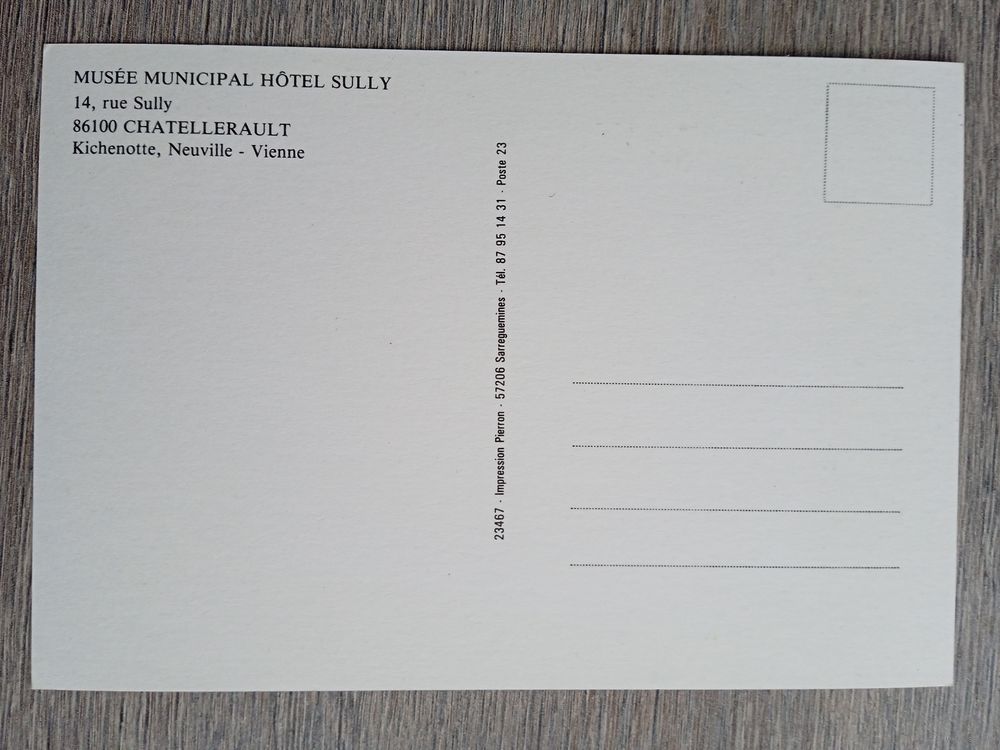 MUSÉE MUNICIPAL HÔTEL SULLY
14, rue Sully
86100 CHATELLERAULT
Kichenotte, Neuville - Vienne
23467 · Impression Pierron · 57206 Sarreguemines · Tél. 87 95 14 31 · Poste 23